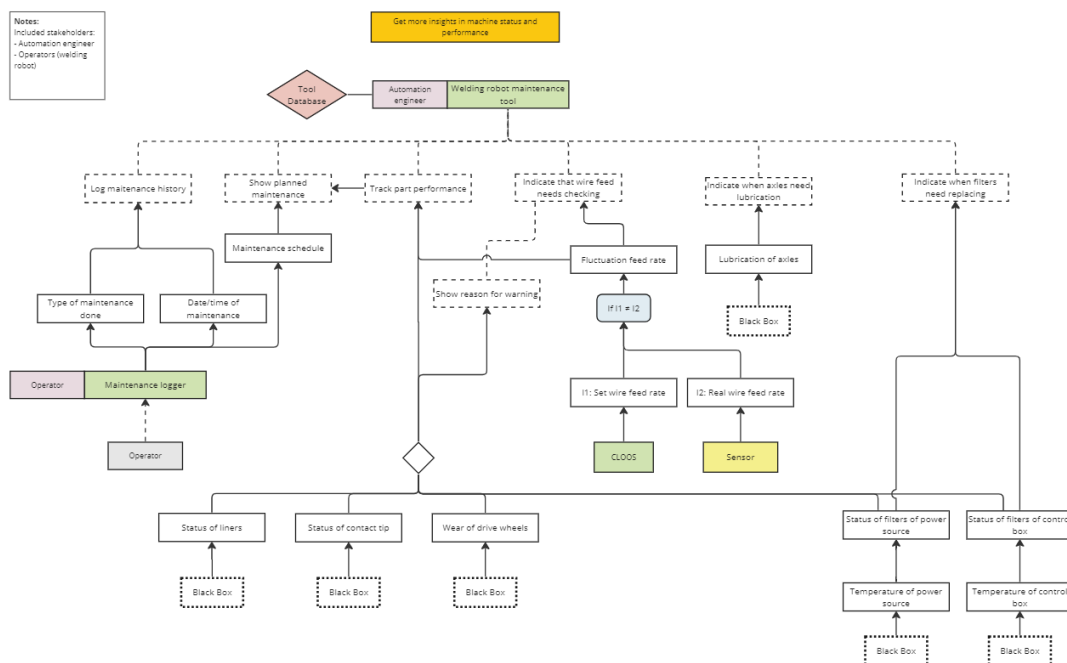 Notes:
Included stakeholders:
- Automation engineer
- Operators (welding
robot)
Get more insights in machine status and
performance
Tool
Database
Automation
engineer
Welding robot maintenance
tool
Log maitenance history
Show planned
maintenance
Track part performance
Indicate that wire feed
needs checking
Indicate when axles need
lubrication
Indicate when filters
need replacing
Maintenance schedule
Fluctuation feed rate
Lubrication of axles
Type of maintenance
done
Date/time of
maintenance
Show reason for warning
If I1 ≠ I2
Black Box
Operator
Maintenance logger
I1: Set wire feed rate
I2: Real wire feed rate
Operator
CLOOS
Sensor
Status of liners
Status of contact tip
Wear of drive wheels
Status of filters of power
source
Status of filters of control
box
Black Box
Black Box
Black Box
Temperature of power
source
Temperature of control
box
Black Box
Black Box